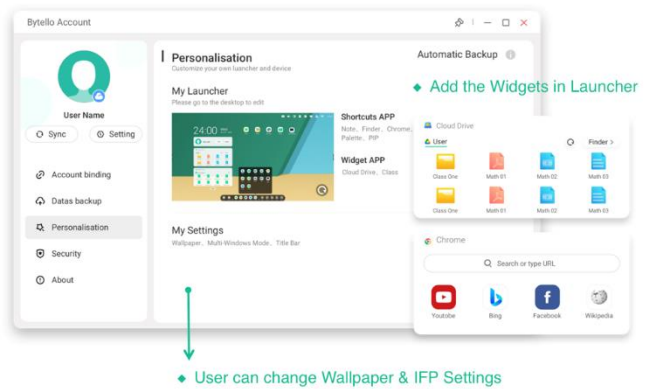 Bytello Account
User Name
Sync
Setting
Account binding
Datas backup
Personalisation
Security
About
Personalisation
Customize your own luancher and device
Automatic Backup
My Launcher
Please go to the desktop to edit
24:00
Shortcuts APP
Note、Finder、Chrome、
Palette、PIP
Widget APP
Cloud Drive、Class
My Settings
Wallpaper、Multi-Windows Mode、Title Bar
Add the Widgets in Launcher
Cloud Drive
User
Finder >
Class One
Math 01
Math 02
Math 03
Class One
Math 01
Math 02
Math 03
Chrome
Search or type URL
Youtube
Bing
Facebook
Wikipedia
User can change Wallpaper & IFP Settings